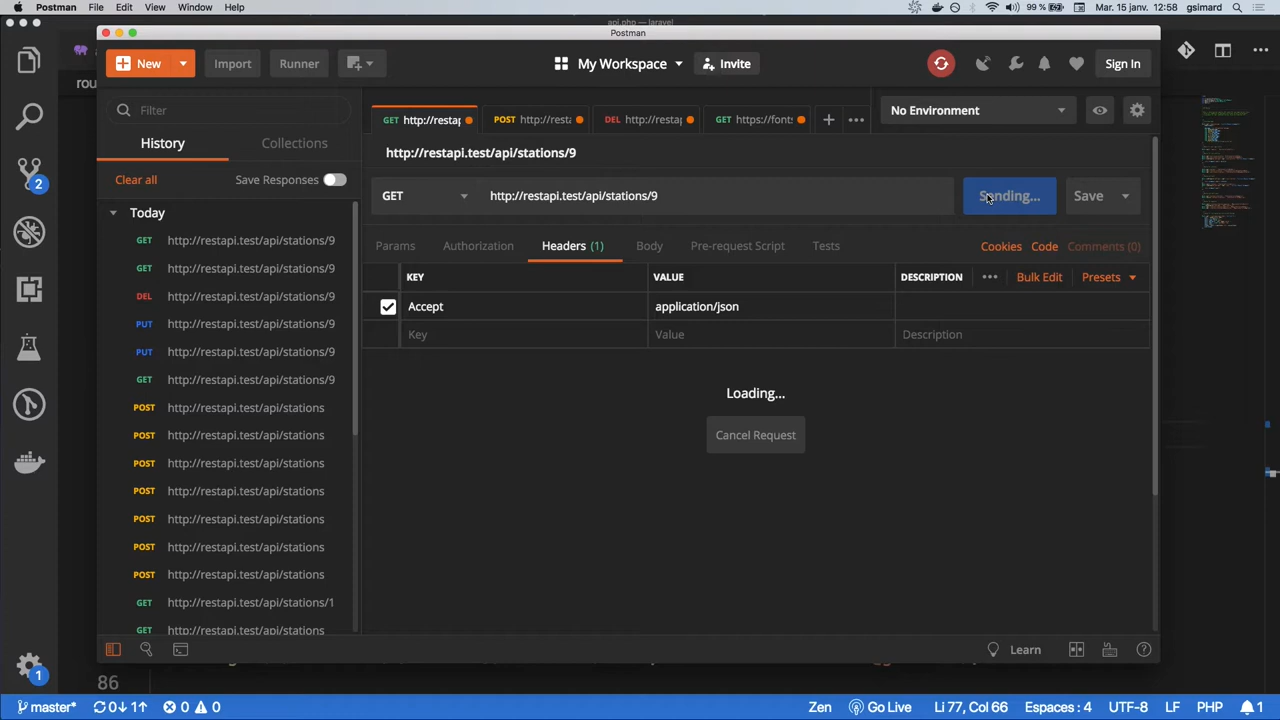 Postman File Edit View Window Help
99 % Mar. 15 janv. 12:58 gsimard
api.php — laravel
Postman
New Import Runner My Workspace Invite Sign In
rou
Filter
GET http://restap POST http://resta DEL http://restap GET https://fonts No Environment
History Collections
http://restapi.test/api/stations/9
Clear all Save Responses
GET http://restapi.test/api/stations/9 Sending... Save
2
Today
GET http://restapi.test/api/stations/9
GET http://restapi.test/api/stations/9
DEL http://restapi.test/api/stations/9
PUT http://restapi.test/api/stations/9
PUT http://restapi.test/api/stations/9
GET http://restapi.test/api/stations/9
POST http://restapi.test/api/stations
POST http://restapi.test/api/stations
POST http://restapi.test/api/stations
POST http://restapi.test/api/stations
POST http://restapi.test/api/stations
POST http://restapi.test/api/stations
POST http://restapi.test/api/stations
GET http://restapi.test/api/stations/1
GET http://restapi.test/api/stations
Params Authorization Headers (1) Body Pre-request Script Tests Cookies Code Comments (0)
KEY VALUE DESCRIPTION Bulk Edit Presets
Accept application/json
Key Value Description
Loading...
Cancel Request
Learn
1
86
master* 0↓ 1↑ 0 0 Zen Go Live Li 77, Col 66 Espaces : 4 UTF-8 LF PHP 1